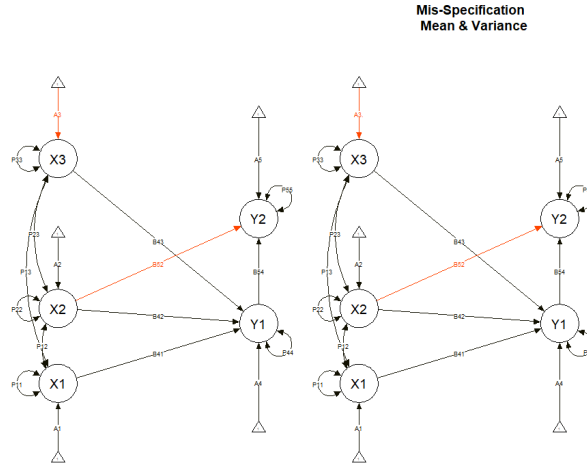 Mis-Specification
Mean & Variance
A3
A5
P33
X3
P55
Y2
P23
A2
B43
P13
B52
B54
X2
P22
B42
Y1
P12
B41
B44
X1
P11
A1
A4
A3
A5
P33
X3
Y2
P23
A2
B43
P13
B52
B54
X2
P22
B42
Y1
P12
B41
X1
P11
A1
A4